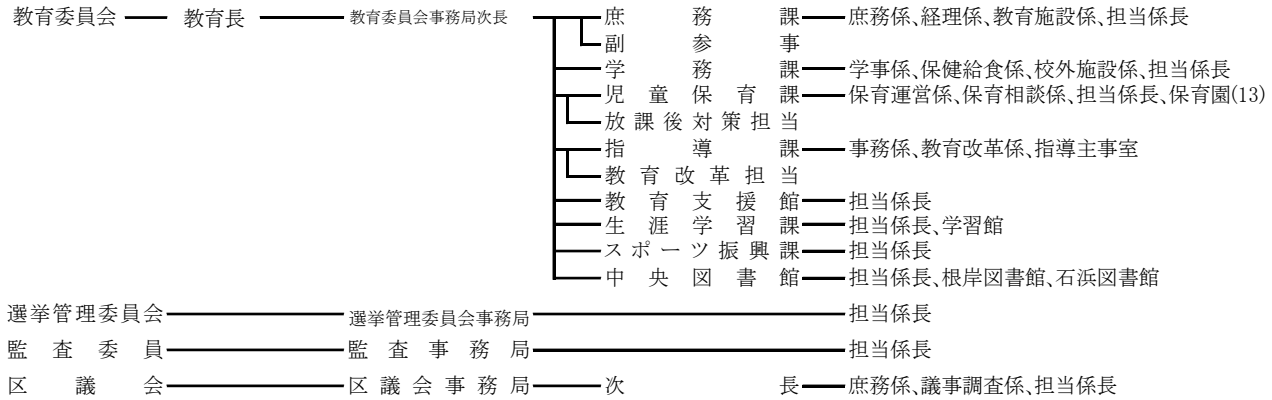 教育委員会 教育長 教育委員会事務局次長 庶務課 庶務係、経理係、教育施設係、担当係長
副参事
学務課 学事係、保健給食係、校外施設係、担当係長
児童保育課 保育運営係、保育相談係、担当係長、保育園(13)
放課後対策担当
指導課 事務係、教育改革係、指導主事室
教育改革担当
教育支援館 担当係長
生涯学習課 担当係長、学習館
スポーツ振興課 担当係長
中央図書館 担当係長、根岸図書館、石浜図書館
選挙管理委員会 選挙管理委員会事務局 担当係長
監査委員 監査事務局 担当係長
区議会 区議会事務局 次長 庶務係、議事調査係、担当係長